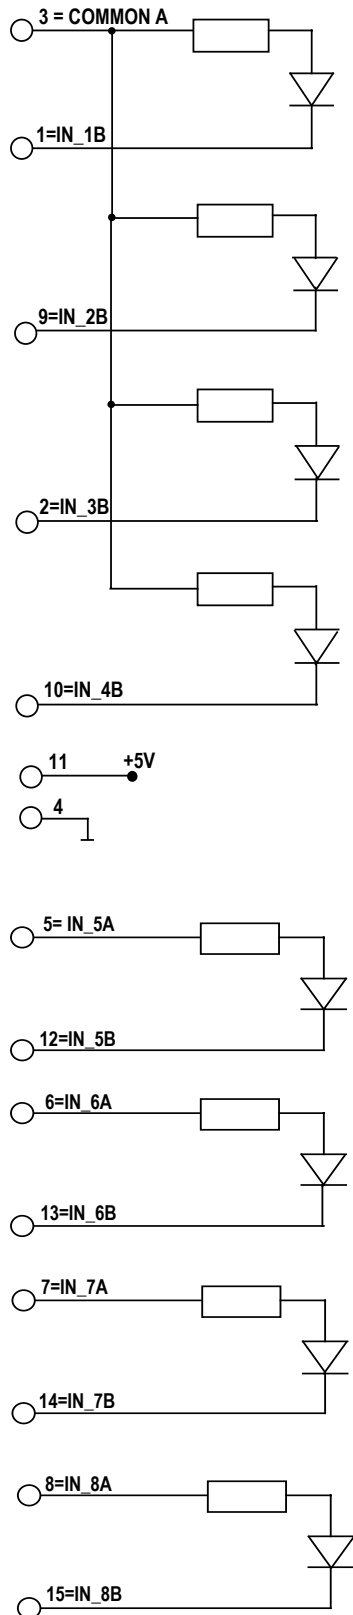 3 = COMMON A
1=IN_1B
9=IN_2B
2=IN_3B
10=IN_4B
11 +5V
4
5= IN_5A
12=IN_5B
6=IN_6A
13=IN_6B
7=IN_7A
14=IN_7B
8=IN_8A
15=IN_8B